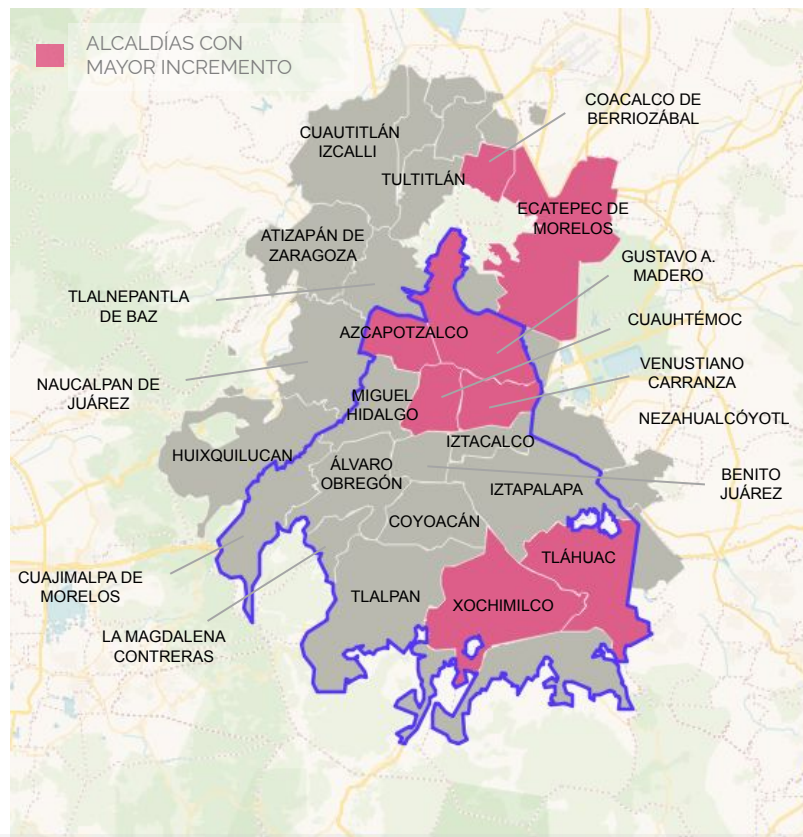 ALCALDÍAS CON
MAYOR INCREMENTO
COACALCO DE
BERRIOZÁBAL
CUAUTITLÁN
IZCALLI
TULTITLÁN
ECATEPEC DE
MORELOS
ATIZAPÁN DE
ZARAGOZA
GUSTAVO A.
MADERO
TLALNEPANTLA
DE BAZ
CUAUHTÉMOC
AZCAPOTZALCO
VENUSTIANO
CARRANZA
NAUCALPAN DE
JUÁREZ
MIGUEL
HIDALGO
NEZAHUALCÓYOTL
IZTACALCO
HUIXQUILUCAN
ÁLVARO
OBREGÓN
BENITO
JUÁREZ
IZTAPALAPA
COYOACÁN
TLÁHUAC
CUAJIMALPA DE
MORELOS
TLALPAN
XOCHIMILCO
LA MAGDALENA
CONTRERAS